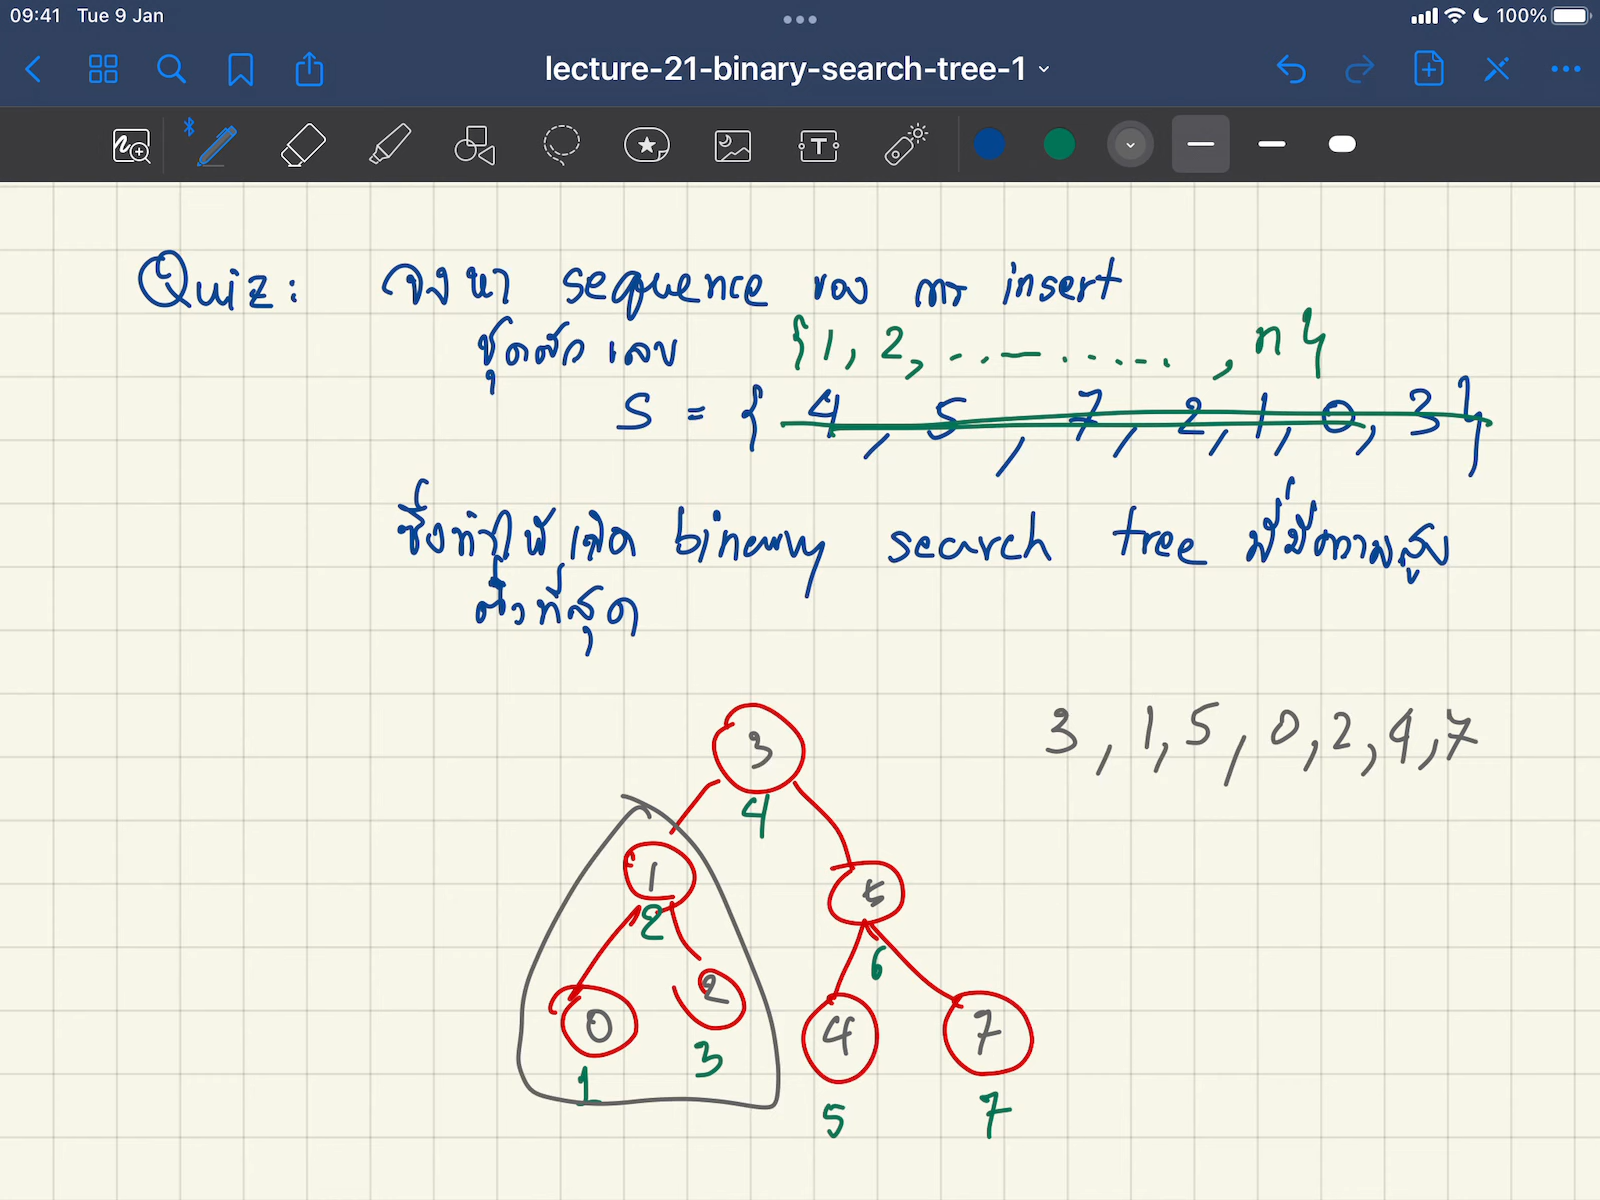 09:41 Tue 9 Jan
100%
lecture-21-binary-search-tree-1
Quiz: จงหา sequence ของ การ insert
ชุดตัวเลข {1, 2, ........., n}
S = { 4, 5, 7, 2, 1, 0, 3 }
ซึ่งทำให้เกิด binary search tree ที่มีความสูง
ต่ำที่สุด
3, 1, 5, 0, 2, 4, 7
3
4
1
2
5
6
0
1
2
3
4
5
7
7